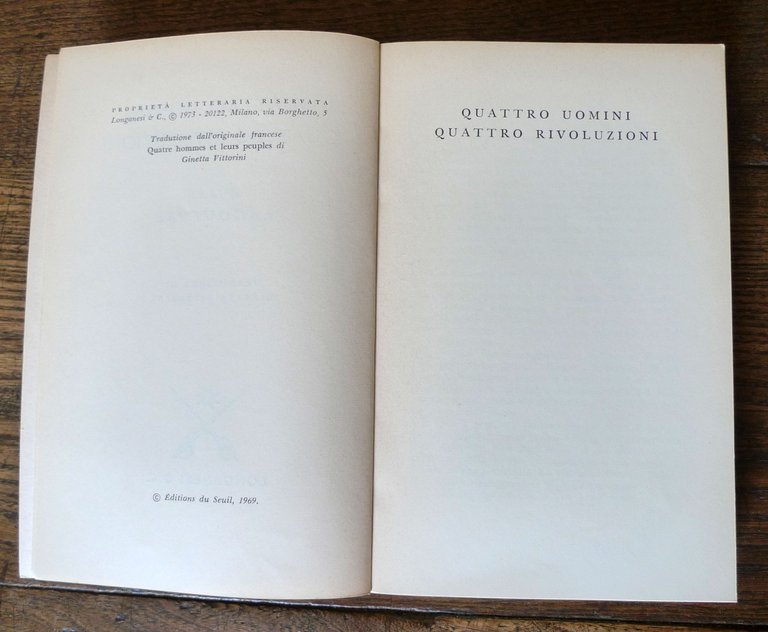 PROPRIETÀ LETTERARIA RISERVATA
Longanesi & C., © 1973 - 20122, Milano, via Borghetto, 5
Traduzione dall'originale francese
Quatre hommes et leurs peuples di
Ginetta Vittorini
© Éditions du Seuil, 1969.
QUATTRO UOMINI
QUATTRO RIVOLUZIONI